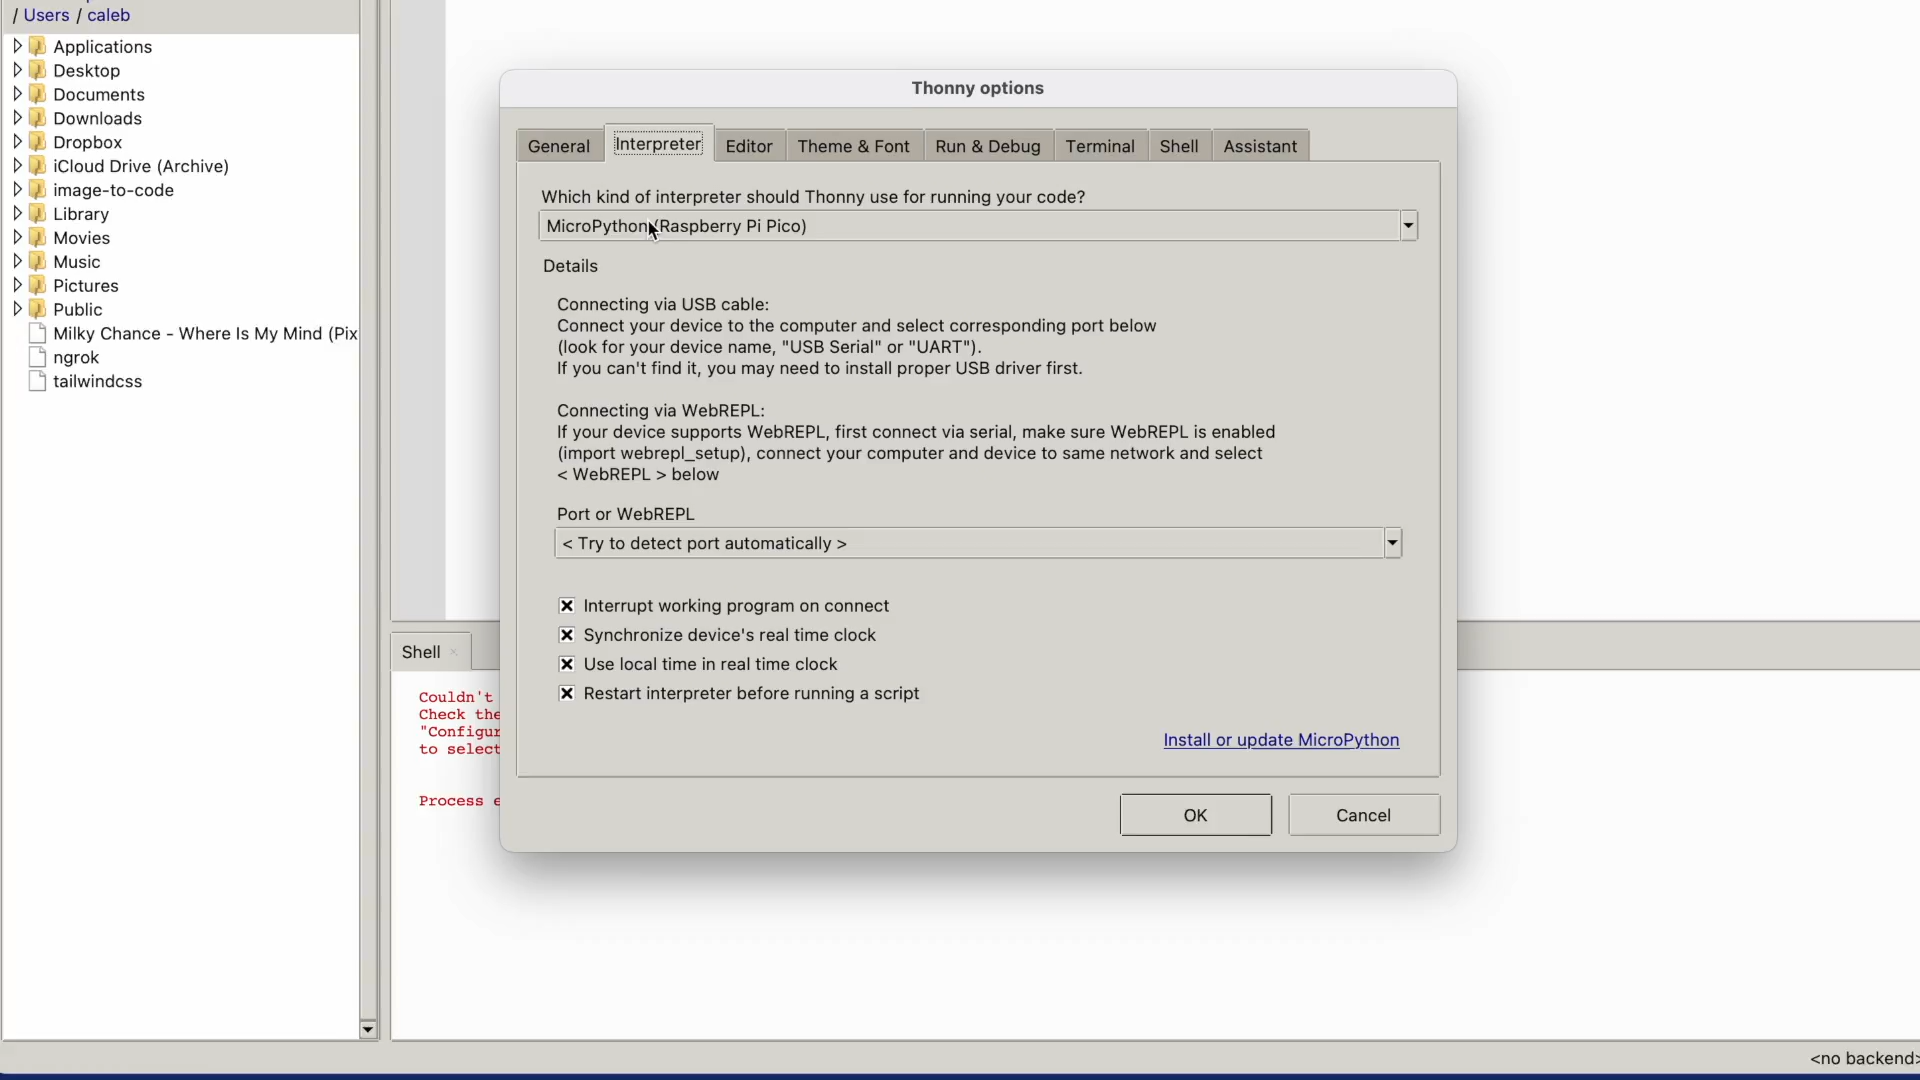 / Users / caleb
Applications
Desktop
Documents
Downloads
Dropbox
iCloud Drive (Archive)
image-to-code
Library
Movies
Music
Pictures
Public
Milky Chance - Where Is My Mind (Pix
ngrok
tailwindcss
Thonny options
General Interpreter Editor Theme & Font Run & Debug Terminal Shell Assistant
Which kind of interpreter should Thonny use for running your code?
MicroPython (Raspberry Pi Pico)
Details
Connecting via USB cable:
Connect your device to the computer and select corresponding port below
(look for your device name, "USB Serial" or "UART").
If you can't find it, you may need to install proper USB driver first.
Connecting via WebREPL:
If your device supports WebREPL, first connect via serial, make sure WebREPL is enabled
(import webrepl_setup), connect your computer and device to same network and select
< WebREPL > below
Port or WebREPL
< Try to detect port automatically >
Interrupt working program on connect
Synchronize device's real time clock
Use local time in real time clock
Restart interpreter before running a script
Install or update MicroPython
OK Cancel
Shell
Couldn't
Check the
"Configur
to select
Process e
<no backend>